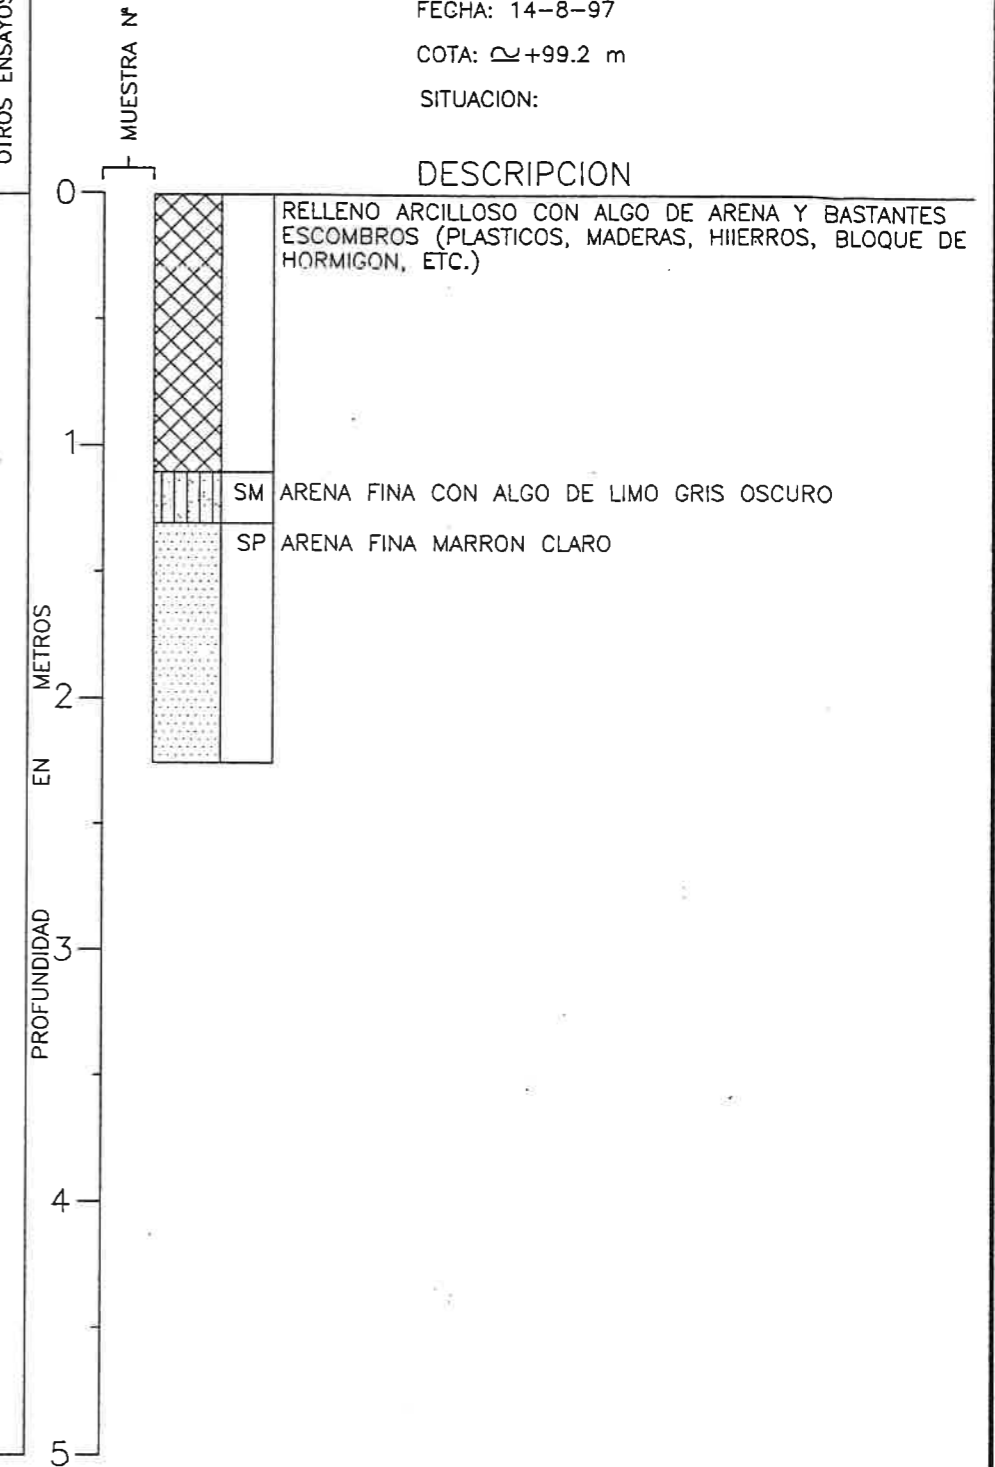 OTROS ENSAYOS
MUESTRA Nº
FECHA: 14-8-97
COTA: ≃+99.2 m
SITUACION:
DESCRIPCION
0
RELLENO ARCILLOSO CON ALGO DE ARENA Y BASTANTES
ESCOMBROS (PLASTICOS, MADERAS, HIIERROS, BLOQUE DE
HORMIGON, ETC.)
1
SM ARENA FINA CON ALGO DE LIMO GRIS OSCURO
SP ARENA FINA MARRON CLARO
PROFUNDIDAD EN METROS
2
3
4
5